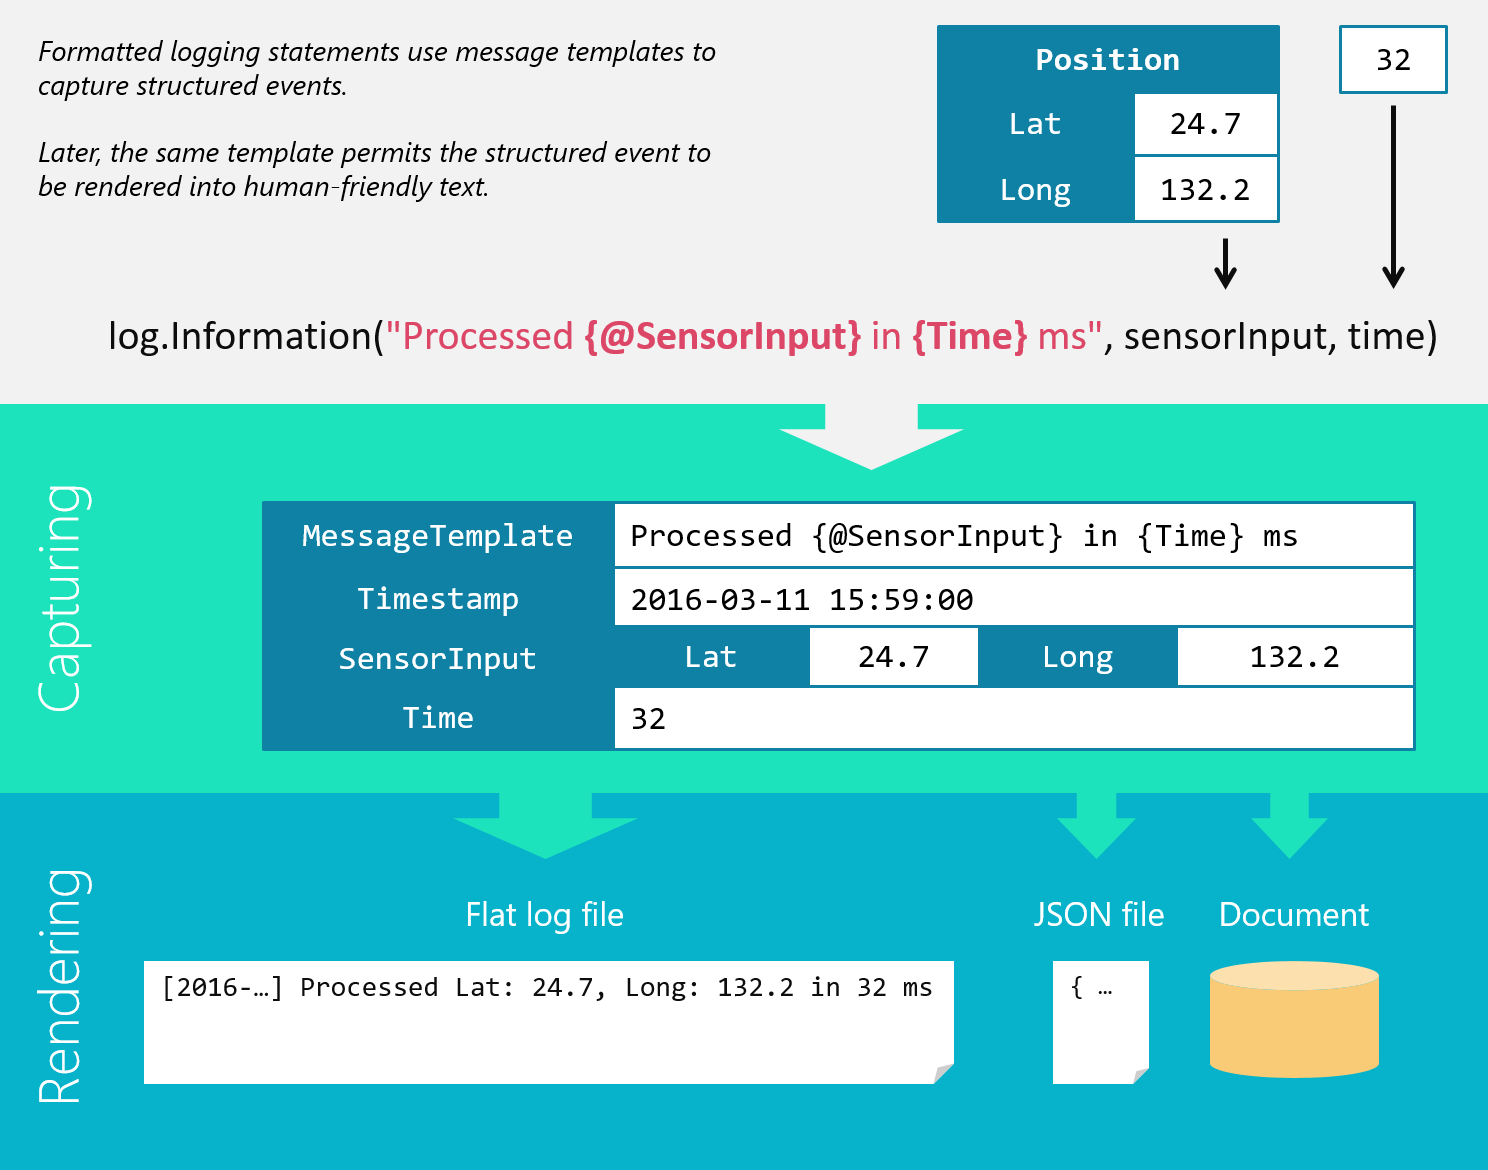 Formatted logging statements use message templates to
capture structured events.
Later, the same template permits the structured event to
be rendered into human-friendly text.
Position
Lat 24.7
Long 132.2
32
log.Information("Processed {@SensorInput} in {Time} ms", sensorInput, time)
Capturing
MessageTemplate Processed {@SensorInput} in {Time} ms
Timestamp 2016-03-11 15:59:00
SensorInput Lat 24.7 Long 132.2
Time 32
Rendering
Flat log file
[2016-…] Processed Lat: 24.7, Long: 132.2 in 32 ms
JSON file
{ …
Document